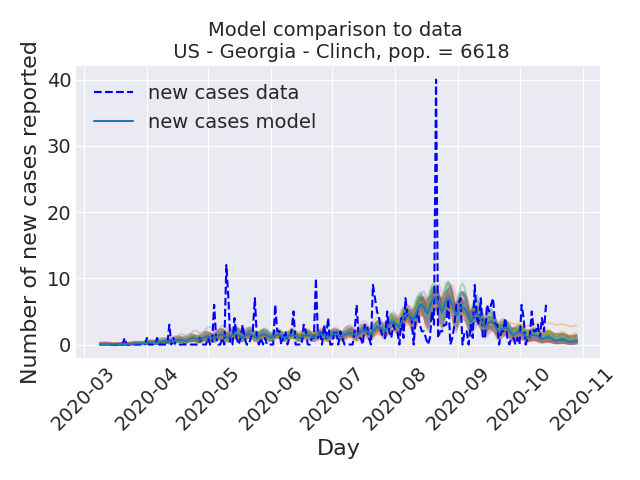 Model comparison to data
US - Georgia - Clinch, pop. = 6618
Number of new cases reported
40
30
20
10
0
new cases data
new cases model
2020-03
2020-04
2020-05
2020-06
2020-07
2020-08
2020-09
2020-10
2020-11
Day